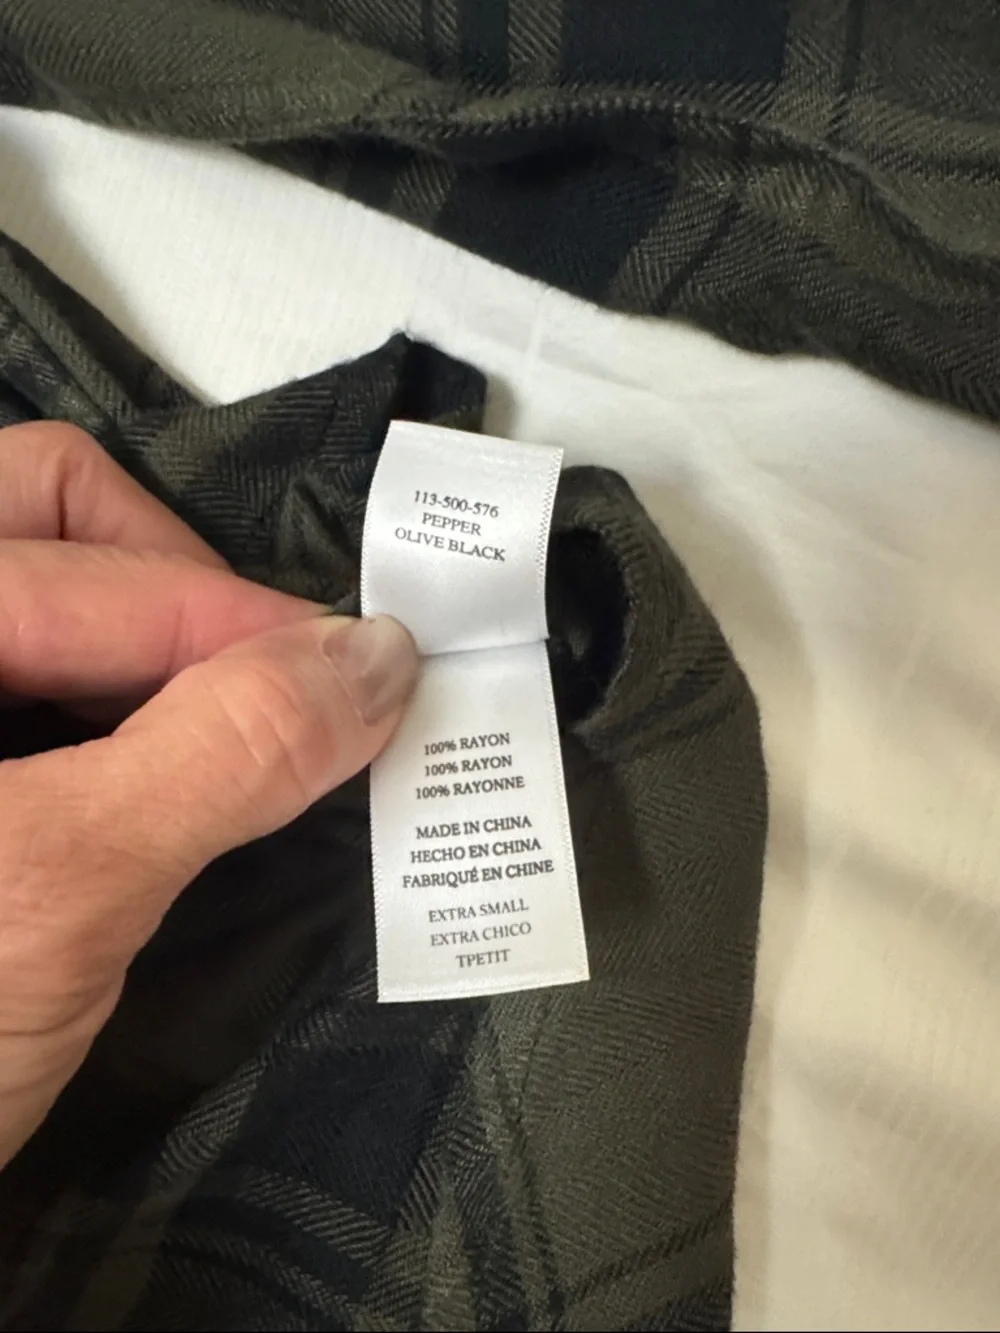 113-500-576
PEPPER
OLIVE BLACK
100% RAYON
100% RAYON
100% RAYONNE
MADE IN CHINA
HECHO EN CHINA
FABRIQUÉ EN CHINE
EXTRA SMALL
EXTRA CHICO
TPETIT